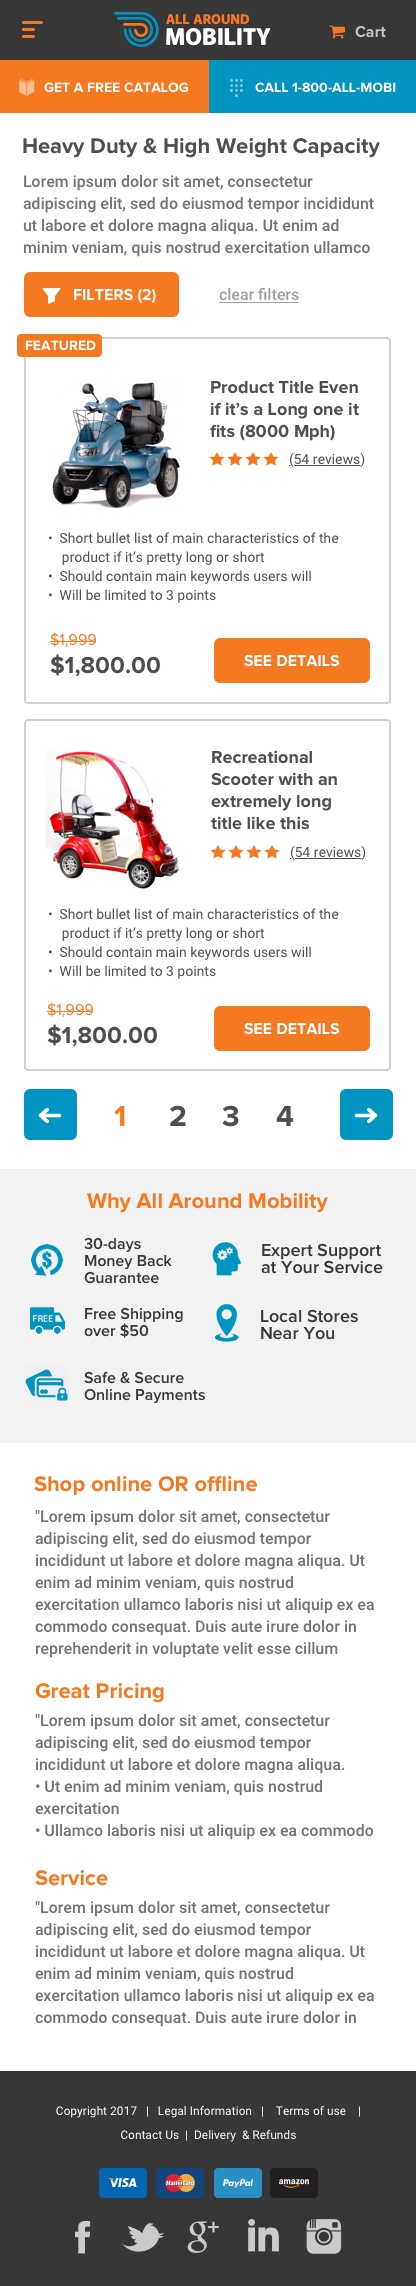 ALL AROUND
MOBILITY
Cart
GET A FREE CATALOG
CALL 1-800-ALL-MOBI
Heavy Duty & High Weight Capacity
Lorem ipsum dolor sit amet, consectetur
adipiscing elit, sed do eiusmod tempor incididunt
ut labore et dolore magna aliqua. Ut enim ad
minim veniam, quis nostrud exercitation ullamco
FILTERS (2)
clear filters
FEATURED
Product Title Even
if it's a Long one it
fits (8000 Mph)
(54 reviews)
• Short bullet list of main characteristics of the
product if it's pretty long or short
• Should contain main keywords users will
• Will be limited to 3 points
$1,999
$1,800.00
SEE DETAILS
Recreational
Scooter with an
extremely long
title like this
(54 reviews)
• Short bullet list of main characteristics of the
product if it's pretty long or short
• Should contain main keywords users will
• Will be limited to 3 points
$1,999
$1,800.00
SEE DETAILS
1 2 3 4
Why All Around Mobility
30-days
Money Back
Guarantee
Expert Support
at Your Service
FREE
Free Shipping
over $50
Local Stores
Near You
Safe & Secure
Online Payments
Shop online OR offline
"Lorem ipsum dolor sit amet, consectetur
adipiscing elit, sed do eiusmod tempor
incididunt ut labore et dolore magna aliqua. Ut
enim ad minim veniam, quis nostrud
exercitation ullamco laboris nisi ut aliquip ex ea
commodo consequat. Duis aute irure dolor in
reprehenderit in voluptate velit esse cillum
Great Pricing
"Lorem ipsum dolor sit amet, consectetur
adipiscing elit, sed do eiusmod tempor
incididunt ut labore et dolore magna aliqua.
• Ut enim ad minim veniam, quis nostrud
exercitation
• Ullamco laboris nisi ut aliquip ex ea commodo
Service
"Lorem ipsum dolor sit amet, consectetur
adipiscing elit, sed do eiusmod tempor
incididunt ut labore et dolore magna aliqua. Ut
enim ad minim veniam, quis nostrud
exercitation ullamco laboris nisi ut aliquip ex ea
commodo consequat. Duis aute irure dolor in
Copyright 2017 | Legal Information | Terms of use |
Contact Us | Delivery & Refunds
VISA
MasterCard
PayPal
amazon